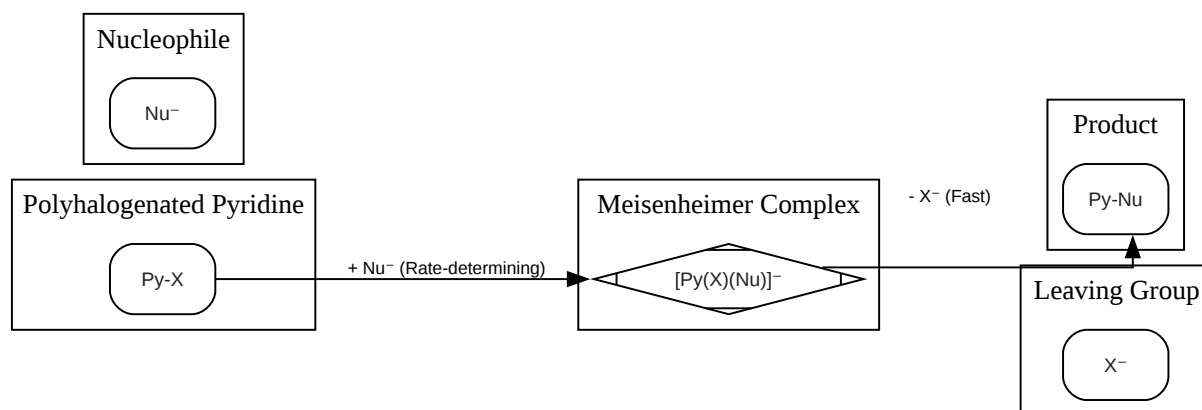 Nucleophile
Nu⁻
Polyhalogenated Pyridine
Py-X
+ Nu⁻ (Rate-determining)
Meisenheimer Complex
[Py(X)(Nu)]⁻
- X⁻ (Fast)
Product
Py-Nu
Leaving Group
X⁻